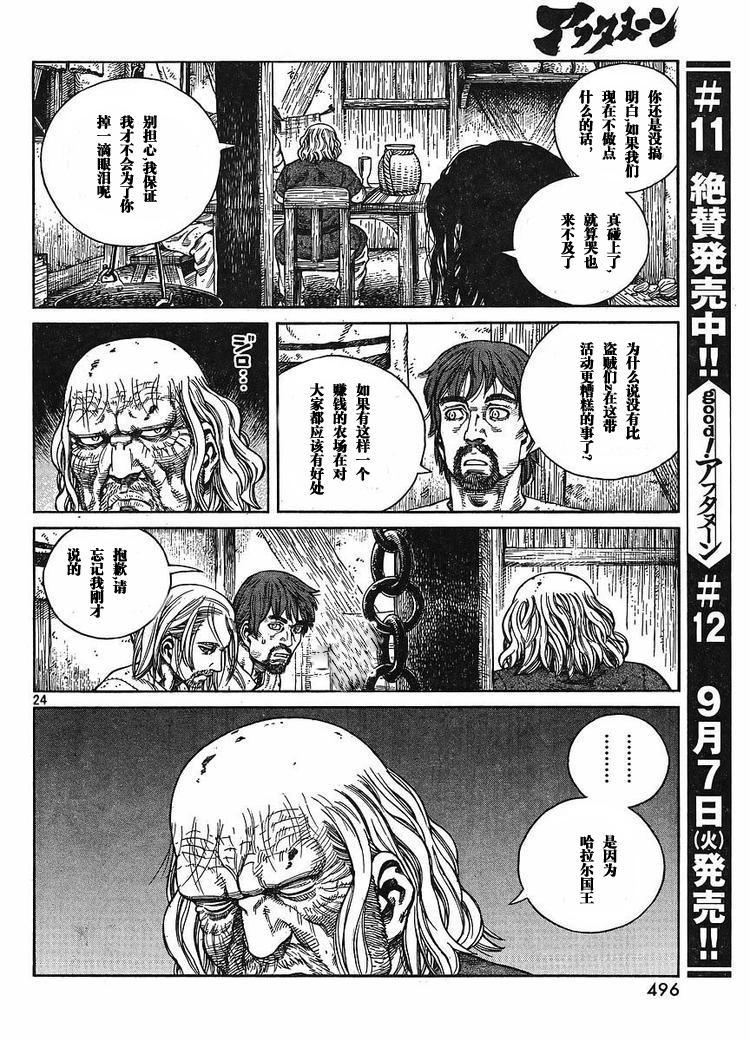 アフタヌーン
你还是没搞
明白,如果我们
现在不做点
什么的话,
真碰上了,
就算哭也
来不及了
别担心,我保证
我才不会为了你
掉一滴眼泪呢
为什么说没有比
盗贼们z在这带
活动更糟糕的事了?
如果有这样一个
赚钱的农场在对
大家都应该有好处
ジロ…
抱歉 请
忘记我刚才
说的
24
………
………
是因为
哈拉尔国王
#11 絶賛発売中!! good!アフタヌーン #12 9月7日(火)発売!!
496